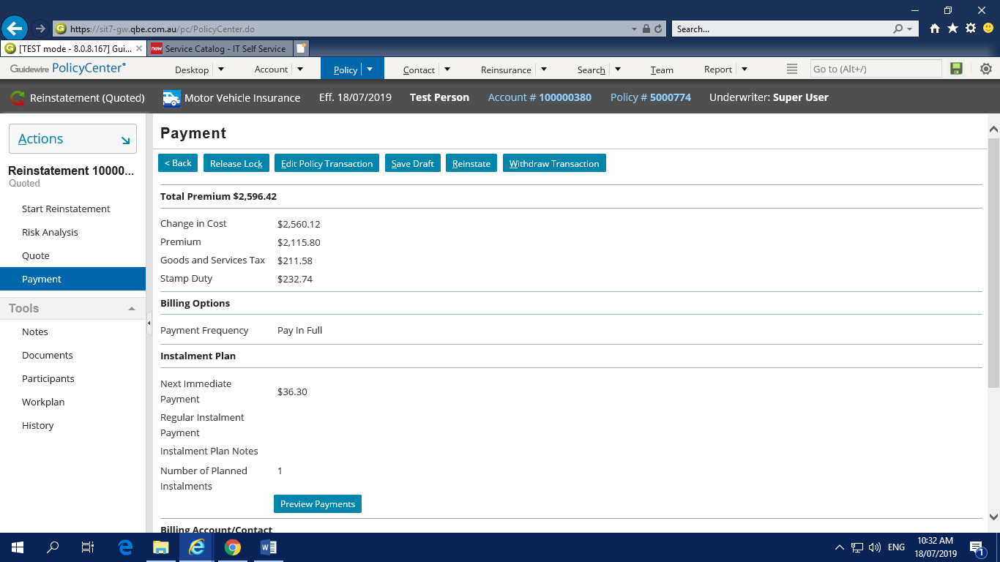 https://sit7-gw.qbe.com.au/pc/PolicyCenter.do
Search...
[TEST mode - 8.0.8.167] Gui...
now Service Catalog - IT Self Service
Guidewire PolicyCenter
Desktop
Account
Policy
Contact
Reinsurance
Search
Team
Report
Go to (Alt+/)
Reinstatement (Quoted)
Motor Vehicle Insurance
Eff. 18/07/2019
Test Person
Account # 100000380
Policy # 5000774
Underwriter: Super User
Actions
Reinstatement 10000...
Quoted
Start Reinstatement
Risk Analysis
Quote
Payment
Tools
Notes
Documents
Participants
Workplan
History
Payment
< Back
Release Lock
Edit Policy Transaction
Save Draft
Reinstate
Withdraw Transaction
Total Premium $2,596.42
Change in Cost $2,560.12
Premium $2,115.80
Goods and Services Tax $211.58
Stamp Duty $232.74
Billing Options
Payment Frequency Pay In Full
Instalment Plan
Next Immediate
Payment
$36.30
Regular Instalment
Payment
Instalment Plan Notes
Number of Planned 1
Instalments
Preview Payments
Billing Account/Contact
ENG
10:32 AM
18/07/2019
1